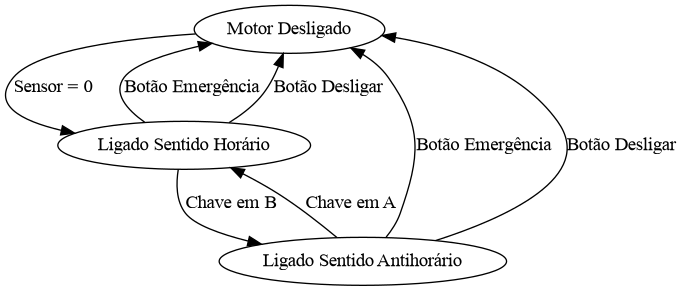 Motor Desligado
Sensor = 0
Botão Emergência
Botão Desligar
Ligado Sentido Horário
Botão Emergência
Botão Desligar
Chave em B
Chave em A
Ligado Sentido Antihorário